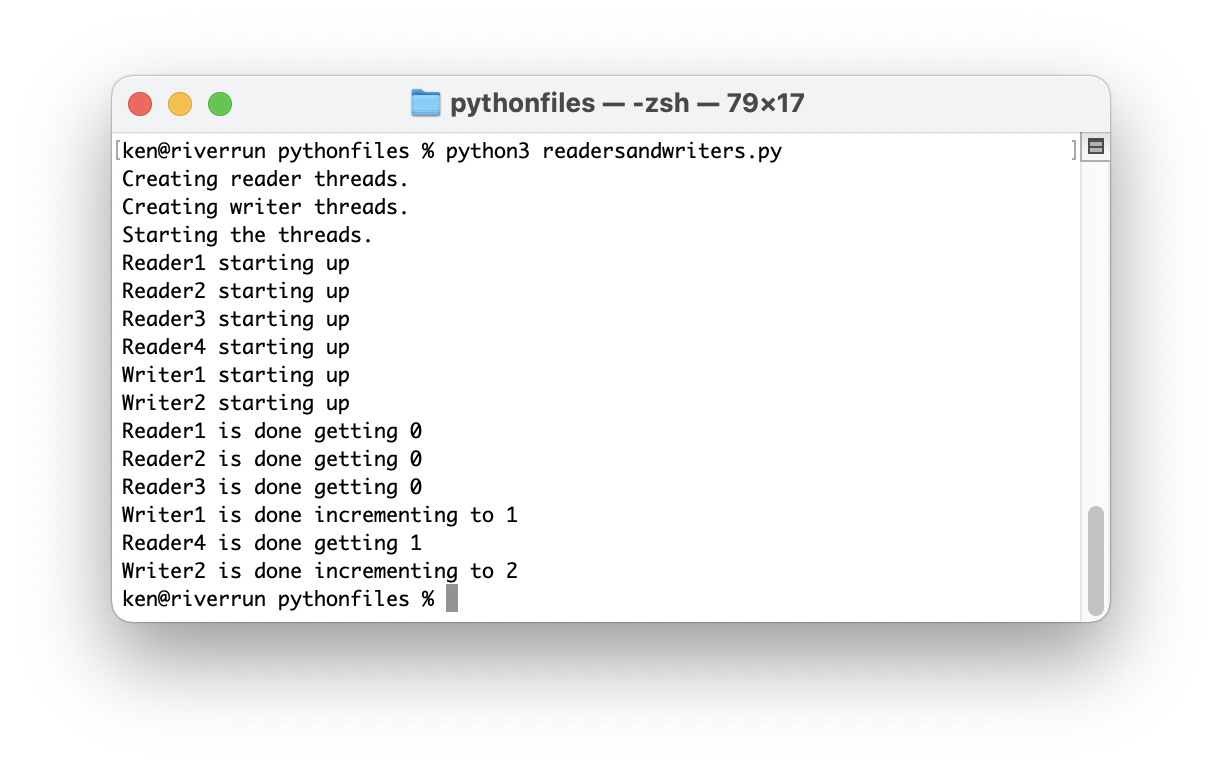 pythonfiles — -zsh — 79×17
[ken@riverrun pythonfiles % python3 readersandwriters.py ]
Creating reader threads.
Creating writer threads.
Starting the threads.
Reader1 starting up
Reader2 starting up
Reader3 starting up
Reader4 starting up
Writer1 starting up
Writer2 starting up
Reader1 is done getting 0
Reader2 is done getting 0
Reader3 is done getting 0
Writer1 is done incrementing to 1
Reader4 is done getting 1
Writer2 is done incrementing to 2
ken@riverrun pythonfiles %